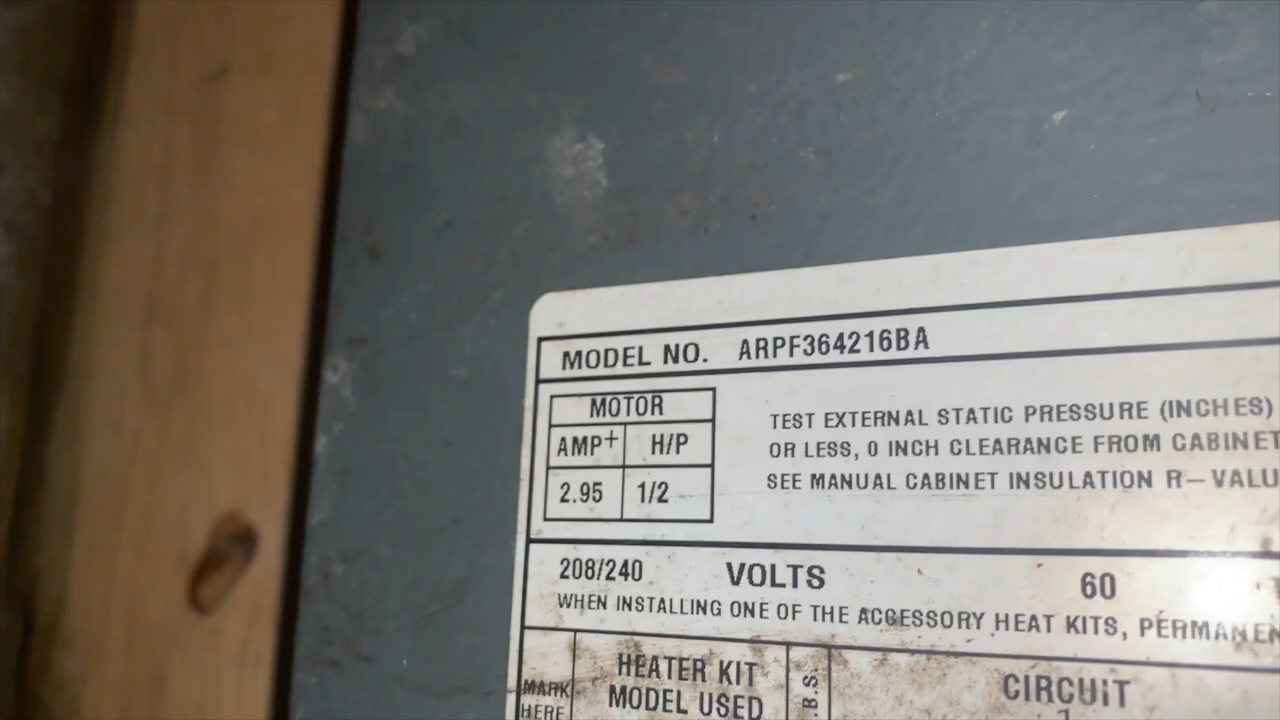 MODEL NO. ARPF364216BA
MOTOR
AMP+ H/P
2.95 1/2
TEST EXTERNAL STATIC PRESSURE (INCHES)
OR LESS, 0 INCH CLEARANCE FROM CABINET
SEE MANUAL CABINET INSULATION R-VALU
208/240 VOLTS 60
WHEN INSTALLING ONE OF THE ACCESSORY HEAT KITS, PERMANEN
MARK HERE
HEATER KIT
MODEL USED
.B.S.
CIRCUIT